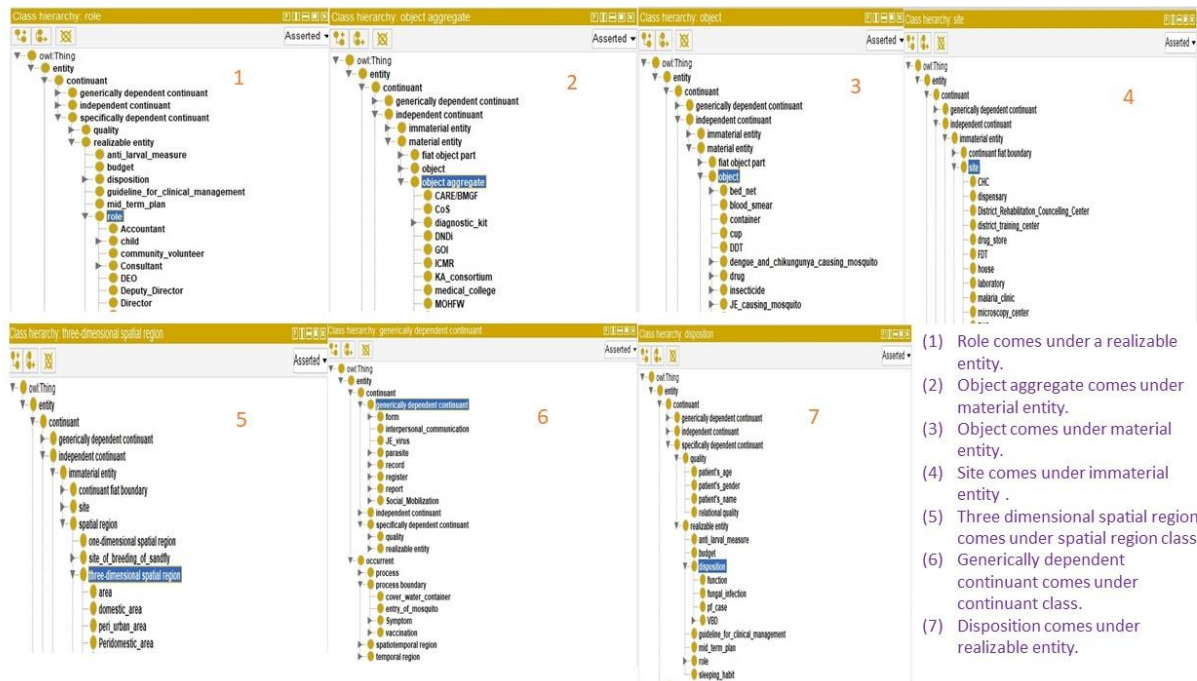 Class hierarchy: role
Asserted
owl:Thing
entity
continuant
generically dependent continuant
independent continuant
specifically dependent continuant
quality
realizable entity
anti_larval_measure
budget
disposition
guideline_for_clinical_management
mid_term_plan
role
Accountant
child
community_volunteer
Consultant
DEO
Deputy_Director
Director
1
Class hierarchy: object aggregate
Asserted
owl:Thing
entity
continuant
generically dependent continuant
independent continuant
immaterial entity
material entity
fiat object part
object
object aggregate
CARE/BMGF
CoS
diagnostic_kit
DNDi
GOI
ICMR
KA_consortium
medical_college
MOHFW
2
Class hierarchy: object
Asserted
owl:Thing
entity
continuant
generically dependent continuant
independent continuant
immaterial entity
material entity
fiat object part
object
bed_net
blood_smear
container
cup
DDT
dengue_and_chikungunya_causing_mosquito
drug
insecticide
JE_causing_mosquito
3
Class hierarchy: site
Asserted
owl:Thing
entity
continuant
generically dependent continuant
independent continuant
immaterial entity
continuant fiat boundary
site
CHC
dispensary
District_Rehabilitation_Councelling_Center
district_training_center
drug_store
FDT
house
laboratory
malaria_clinic
microscopy_center
4
Class hierarchy: three-dimensional spatial region
Asserted
owl:Thing
entity
continuant
generically dependent continuant
independent continuant
immaterial entity
continuant fiat boundary
site
spatial region
one-dimensional spatial region
site_of_breeding_of_sandfly
three-dimensional spatial region
area
domestic_area
peri_urban_area
Peridomestic_area
5
Class hierarchy: generically dependent continuant
Asserted
owl:Thing
entity
continuant
generically dependent continuant
form
interpersonal_communication
JE_virus
parasite
record
register
report
Social_Mobilization
independent continuant
specifically dependent continuant
quality
realizable entity
occurrent
process
process boundary
cover_water_container
entry_of_mosquito
Symptom
vaccination
spatiotemporal region
temporal region
6
Class hierarchy: disposition
Asserted
owl:Thing
entity
continuant
generically dependent continuant
independent continuant
specifically dependent continuant
quality
patient's_age
patient's_gender
patient's_name
relational quality
realizable entity
anti_larval_measure
budget
disposition
function
fungal_infection
pf_case
VBD
guideline_for_clinical_management
mid_term_plan
role
sleeping_habit
7
(1) Role comes under a realizable
entity.
(2) Object aggregate comes under
material entity.
(3) Object comes under material
entity.
(4) Site comes under immaterial
entity .
(5) Three dimensional spatial region
comes under spatial region class
(6) Generically dependent
continuant comes under
continuant class.
(7) Disposition comes under
realizable entity.